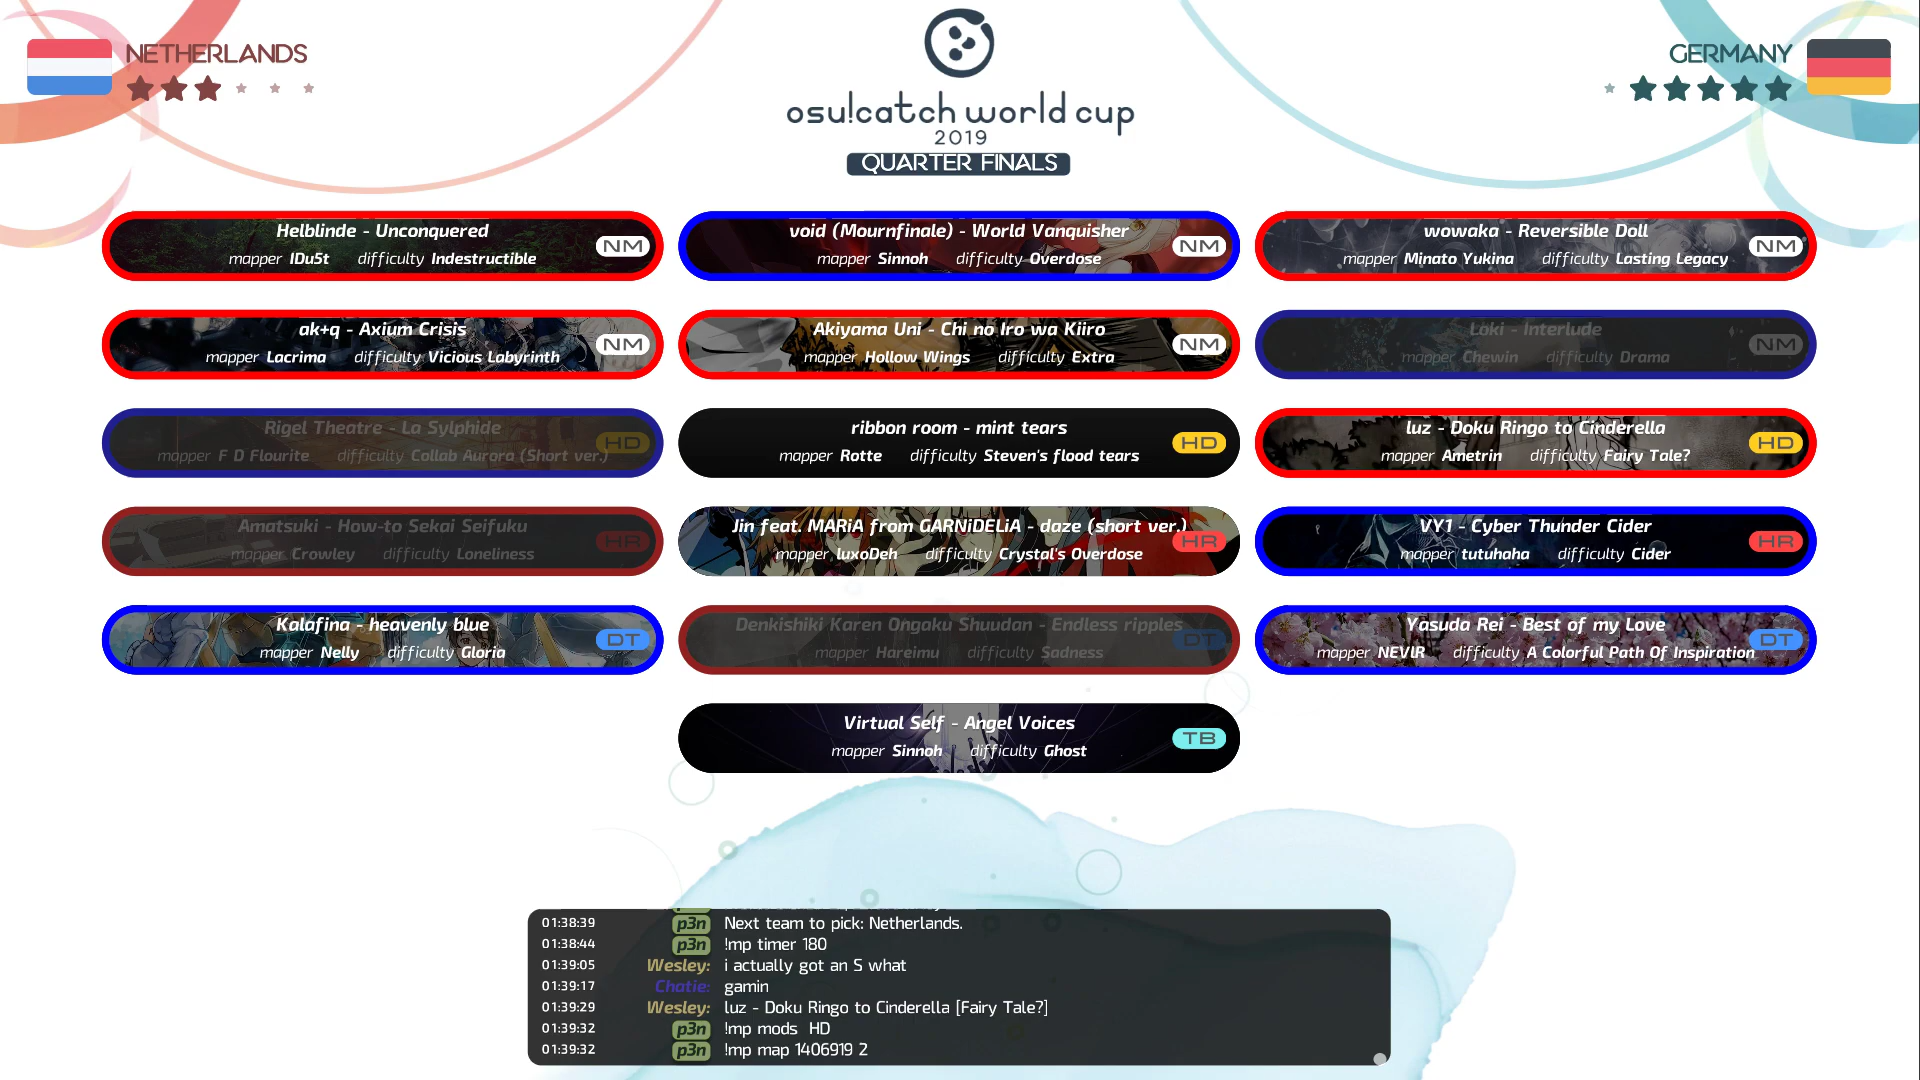 NETHERLANDS
GERMANY
osu!catch world cup
2019
QUARTER FINALS
Helblinde - Unconquered
mapper IDu5t difficulty Indestructible
NM
void (Mournfinale) - World Vanquisher
mapper Sinnoh difficulty Overdose
NM
wowaka - Reversible Doll
mapper Minato Yukina difficulty Lasting Legacy
NM
ak+q - Axium Crisis
mapper Lacrima difficulty Vicious Labyrinth
NM
Akiyama Uni - Chi no Iro wa Kiiro
mapper Hollow Wings difficulty Extra
NM
Loki - Interlude
mapper Chewin difficulty Drama
NM
Rigel Theatre - La Sylphide
mapper F D Flourite difficulty Collab Aurora (Short ver.)
HD
ribbon room - mint tears
mapper Rotte difficulty Steven's flood tears
HD
luz - Doku Ringo to Cinderella
mapper Ametrin difficulty Fairy Tale?
HD
Amatsuki - How-to Sekai Seifuku
mapper Crowley difficulty Loneliness
HR
Jin feat. MARiA from GARNiDELiA - daze (short ver.)
mapper luxoDeh difficulty Crystal's Overdose
HR
VY1 - Cyber Thunder Cider
mapper tutuhaha difficulty Cider
HR
Kalafina - heavenly blue
mapper Nelly difficulty Gloria
DT
Denkishiki Karen Ongaku Shuudan - Endless ripples
mapper Hareimu difficulty Sadness
DT
Yasuda Rei - Best of my Love
mapper NEVIR difficulty A Colorful Path Of Inspiration
DT
Virtual Self - Angel Voices
mapper Sinnoh difficulty Ghost
TB
01:38:39 p3n Next team to pick: Netherlands.
01:38:44 p3n !mp timer 180
01:39:05 Wesley: i actually got an S what
01:39:17 Chatie: gamin
01:39:29 Wesley: luz - Doku Ringo to Cinderella [Fairy Tale?]
01:39:32 p3n !mp mods HD
01:39:32 p3n !mp map 1406919 2